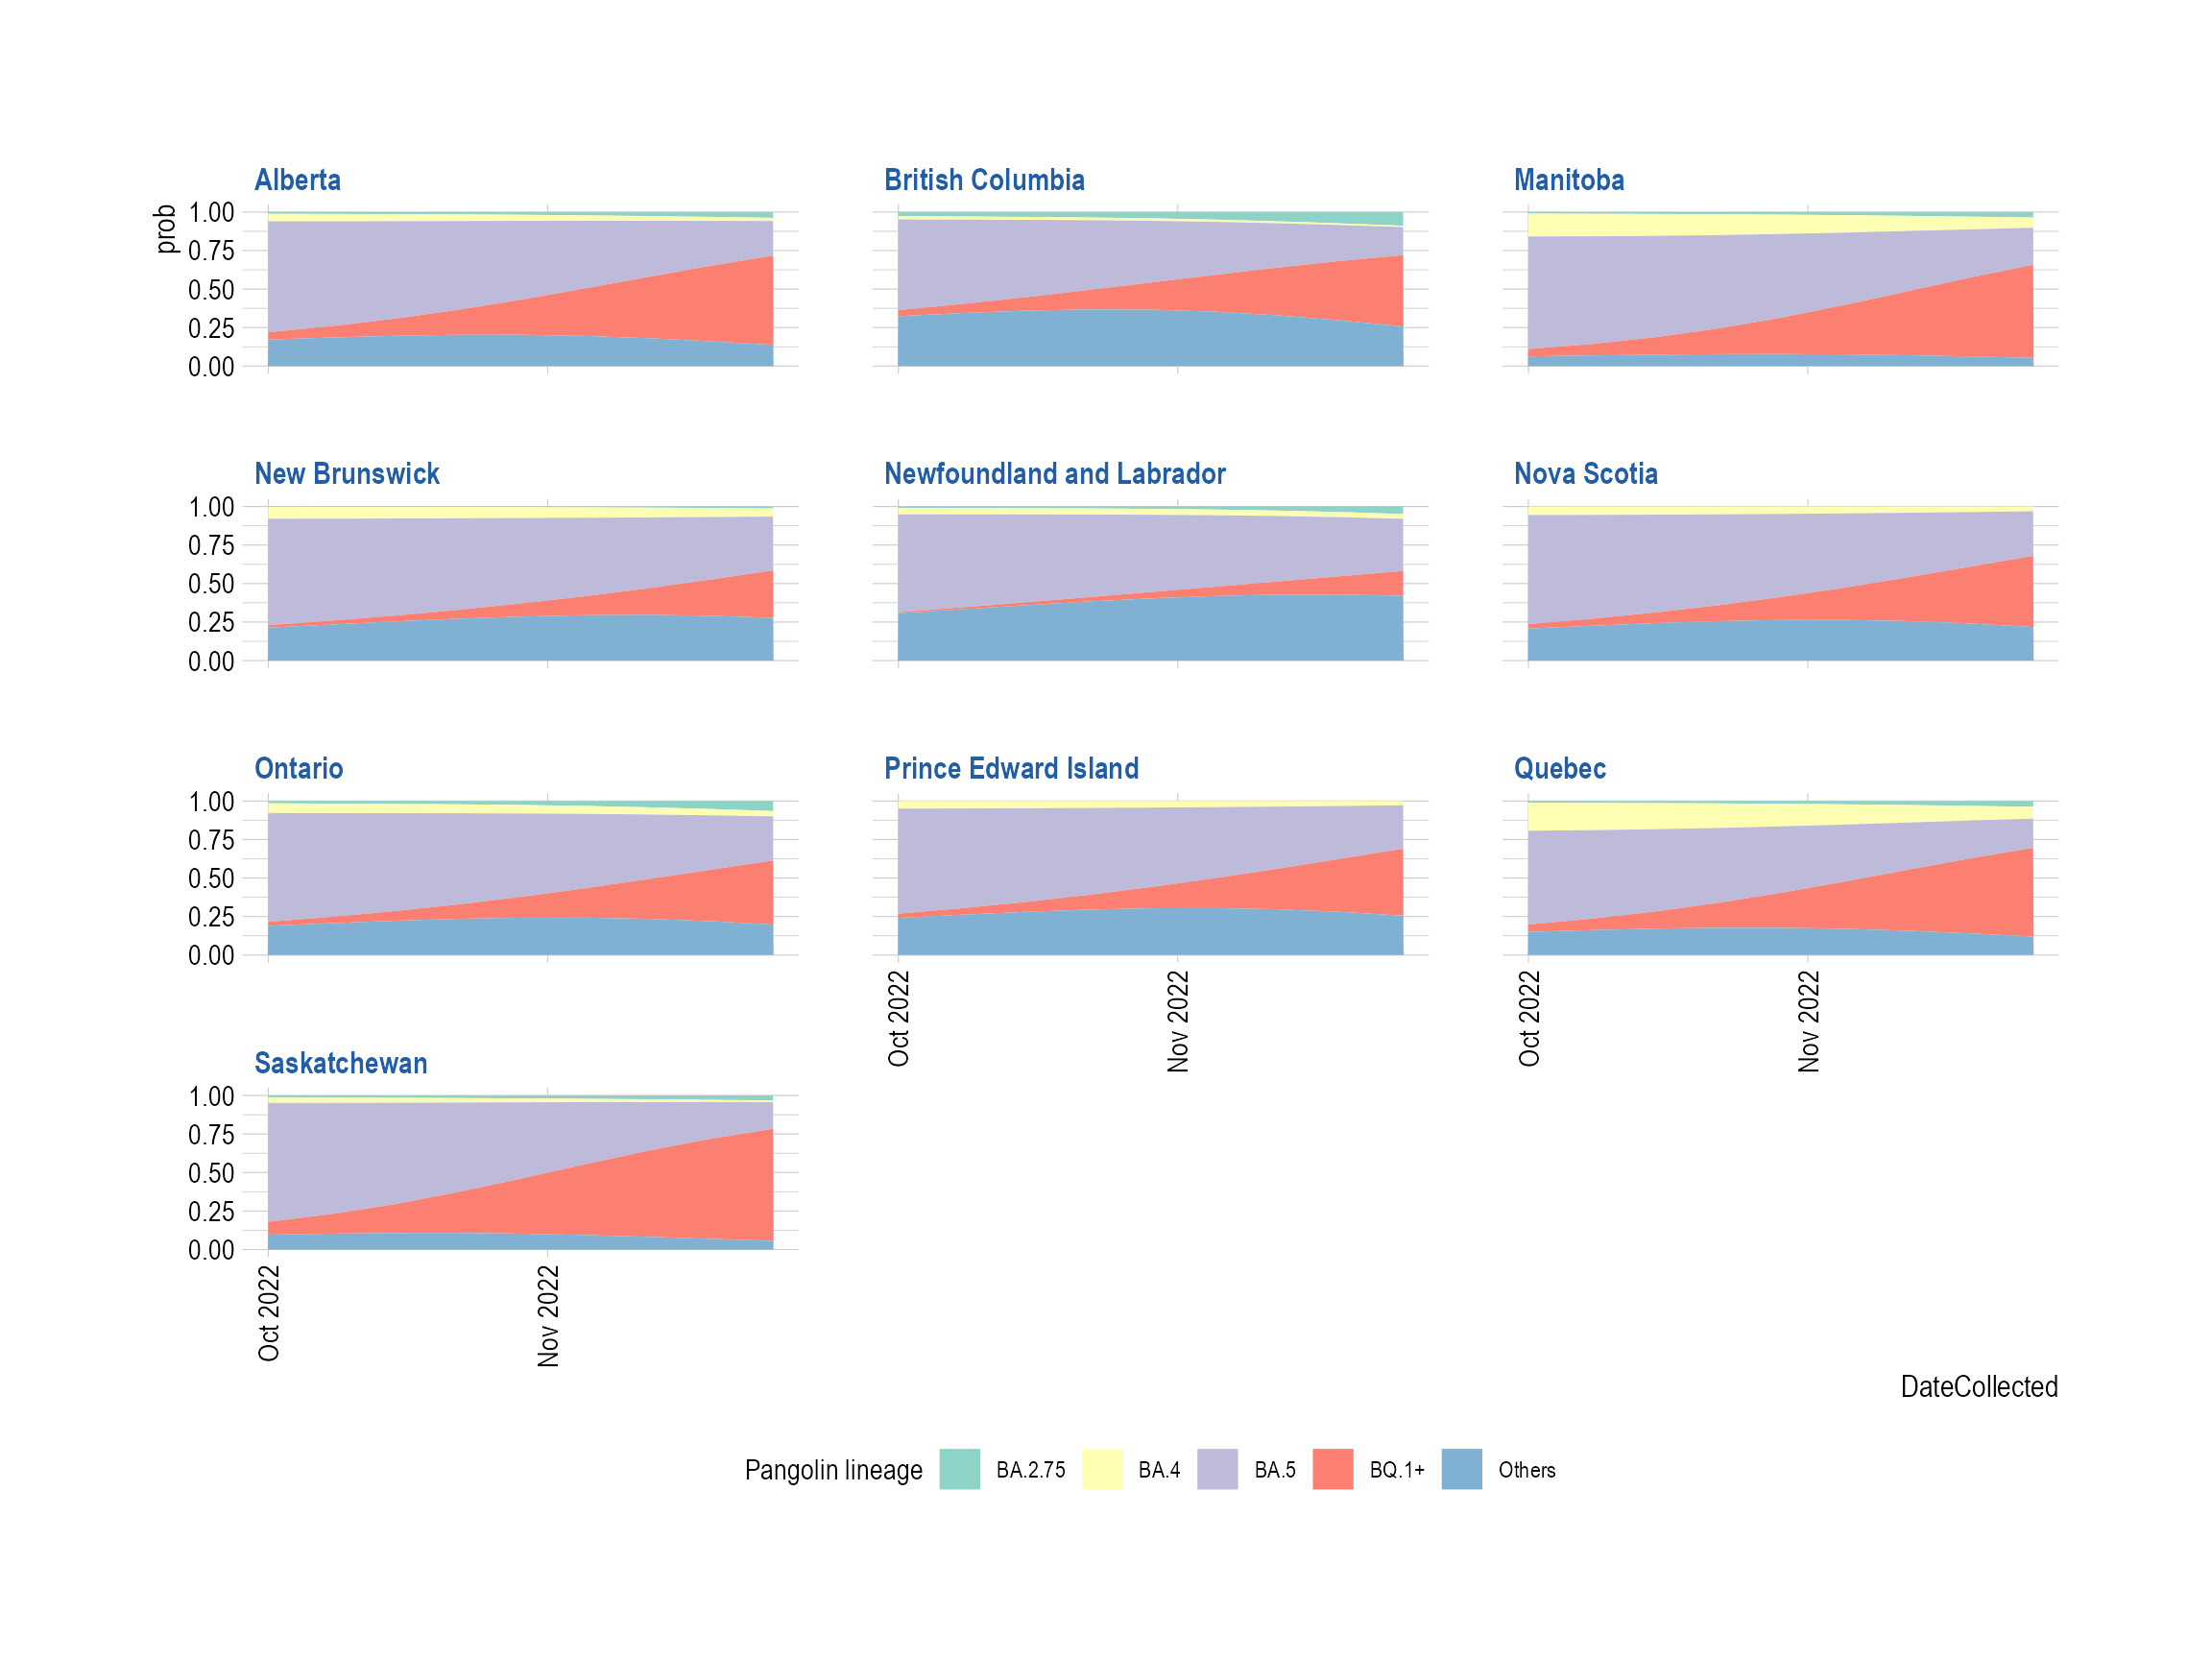 Alberta
British Columbia
Manitoba
prob
1.00
0.75
0.50
0.25
0.00
New Brunswick
Newfoundland and Labrador
Nova Scotia
1.00
0.75
0.50
0.25
0.00
Ontario
Prince Edward Island
Quebec
1.00
0.75
0.50
0.25
0.00
Oct 2022
Nov 2022
Oct 2022
Nov 2022
Saskatchewan
1.00
0.75
0.50
0.25
0.00
Oct 2022
Nov 2022
DateCollected
Pangolin lineage BA.2.75 BA.4 BA.5 BQ.1+ Others